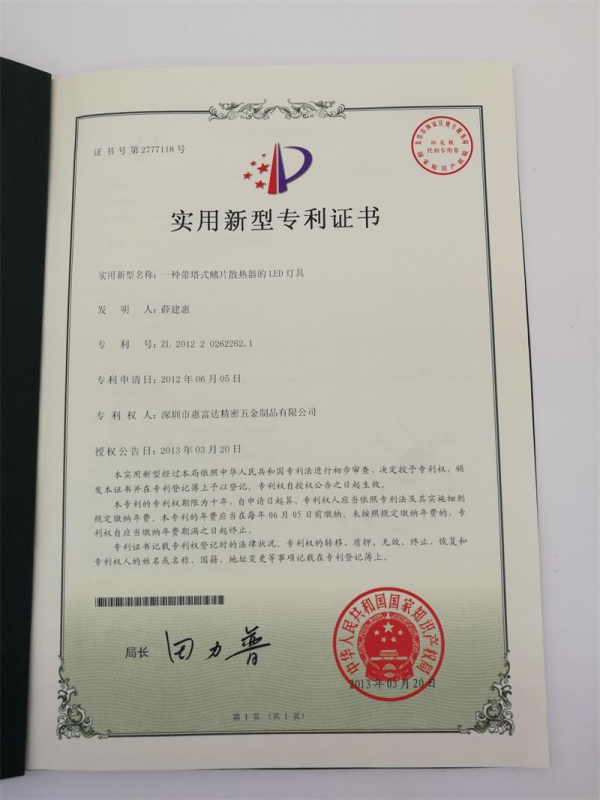 证书号第2777118号
印花税
代扣专用章
实用新型专利证书
实用新型名称：一种带塔式鳍片散热器的LED灯具
发 明 人：薛建惠
专 利 号：ZL 2012 2 0262262.1
专利申请日：2012年06月05日
专 利 权 人：深圳市惠富达精密五金制品有限公司
授权公告日：2013年03月20日
本实用新型经过本局依照中华人民共和国专利法进行初步审查，决定授予专利权，颁
发本证书并在专利登记簿上予以登记。专利权自授权公告之日起生效。
本专利的专利权期限为十年，自申请日起算。专利权人应当依照专利法及其实施细则
规定缴纳年费。本专利的年费应当在每年06月05日前缴纳。未按照规定缴纳年费的，专
利权自应当缴纳年费期满之日起终止。
专利证书记载专利权登记时的法律状况。专利权的转移、质押、无效、终止、恢复和
专利权人的姓名或名称、国籍、地址变更等事项记载在专利登记簿上。
局长 田力普
中华人民共和国国家知识产权局
2013年03月20日
第 1 页 （共 1 页）